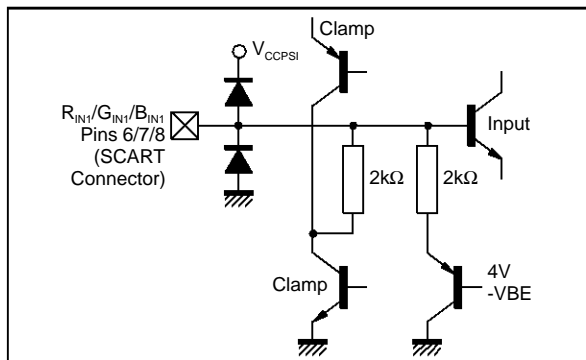 Clamp
V_CCPSI
R_IN1/G_IN1/B_IN1
Pins 6/7/8
(SCART
Connector)
Input
2kΩ
2kΩ
Clamp
4V
-VBE